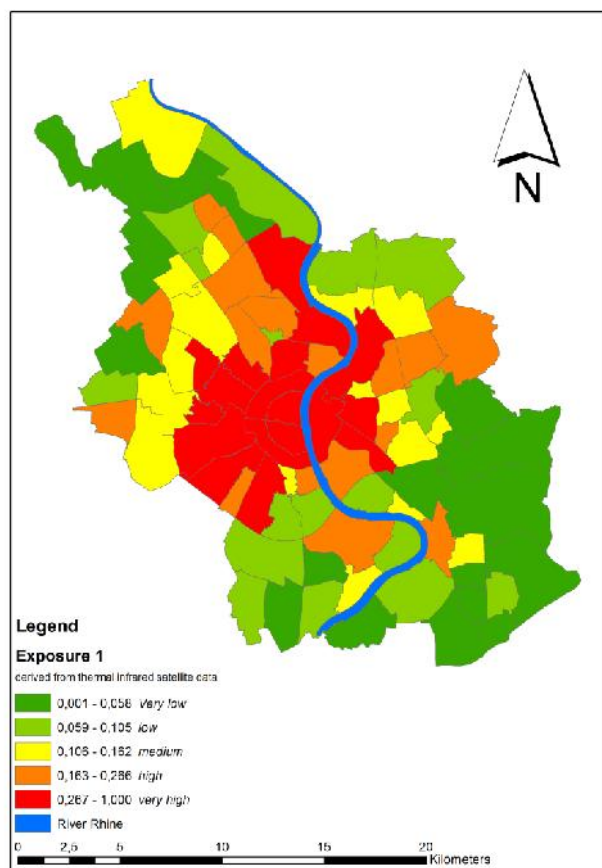 N
Legend
Exposure 1
derived from thermal infrared satellite data
0,001 - 0,058 Very low
0,059 - 0,105 low
0,106 - 0,162 medium
0,163 - 0,266 high
0,267 - 1,000 very high
River Rhine
0 2,5 5 10 15 20
Kilometers